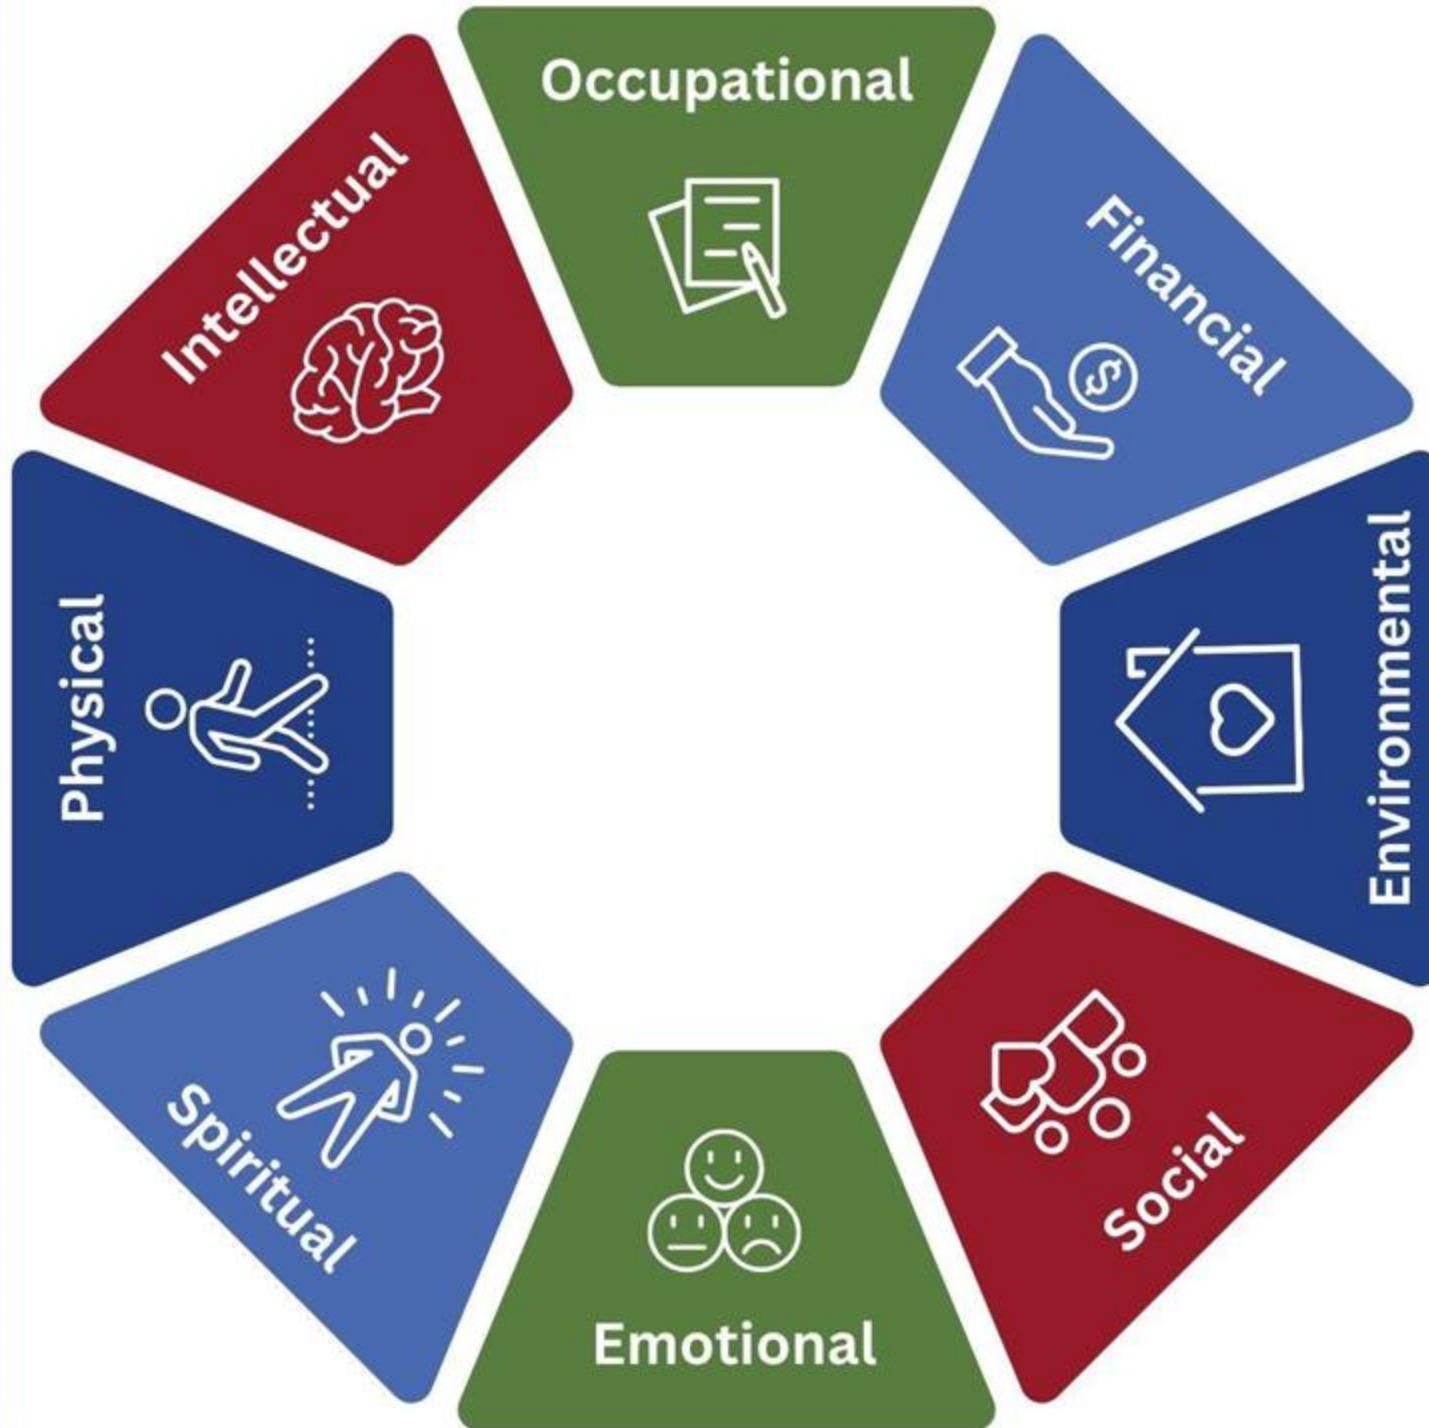 Occupational
Financial
$
Environmental
Social
Emotional
Spiritual
Physical
Intellectual